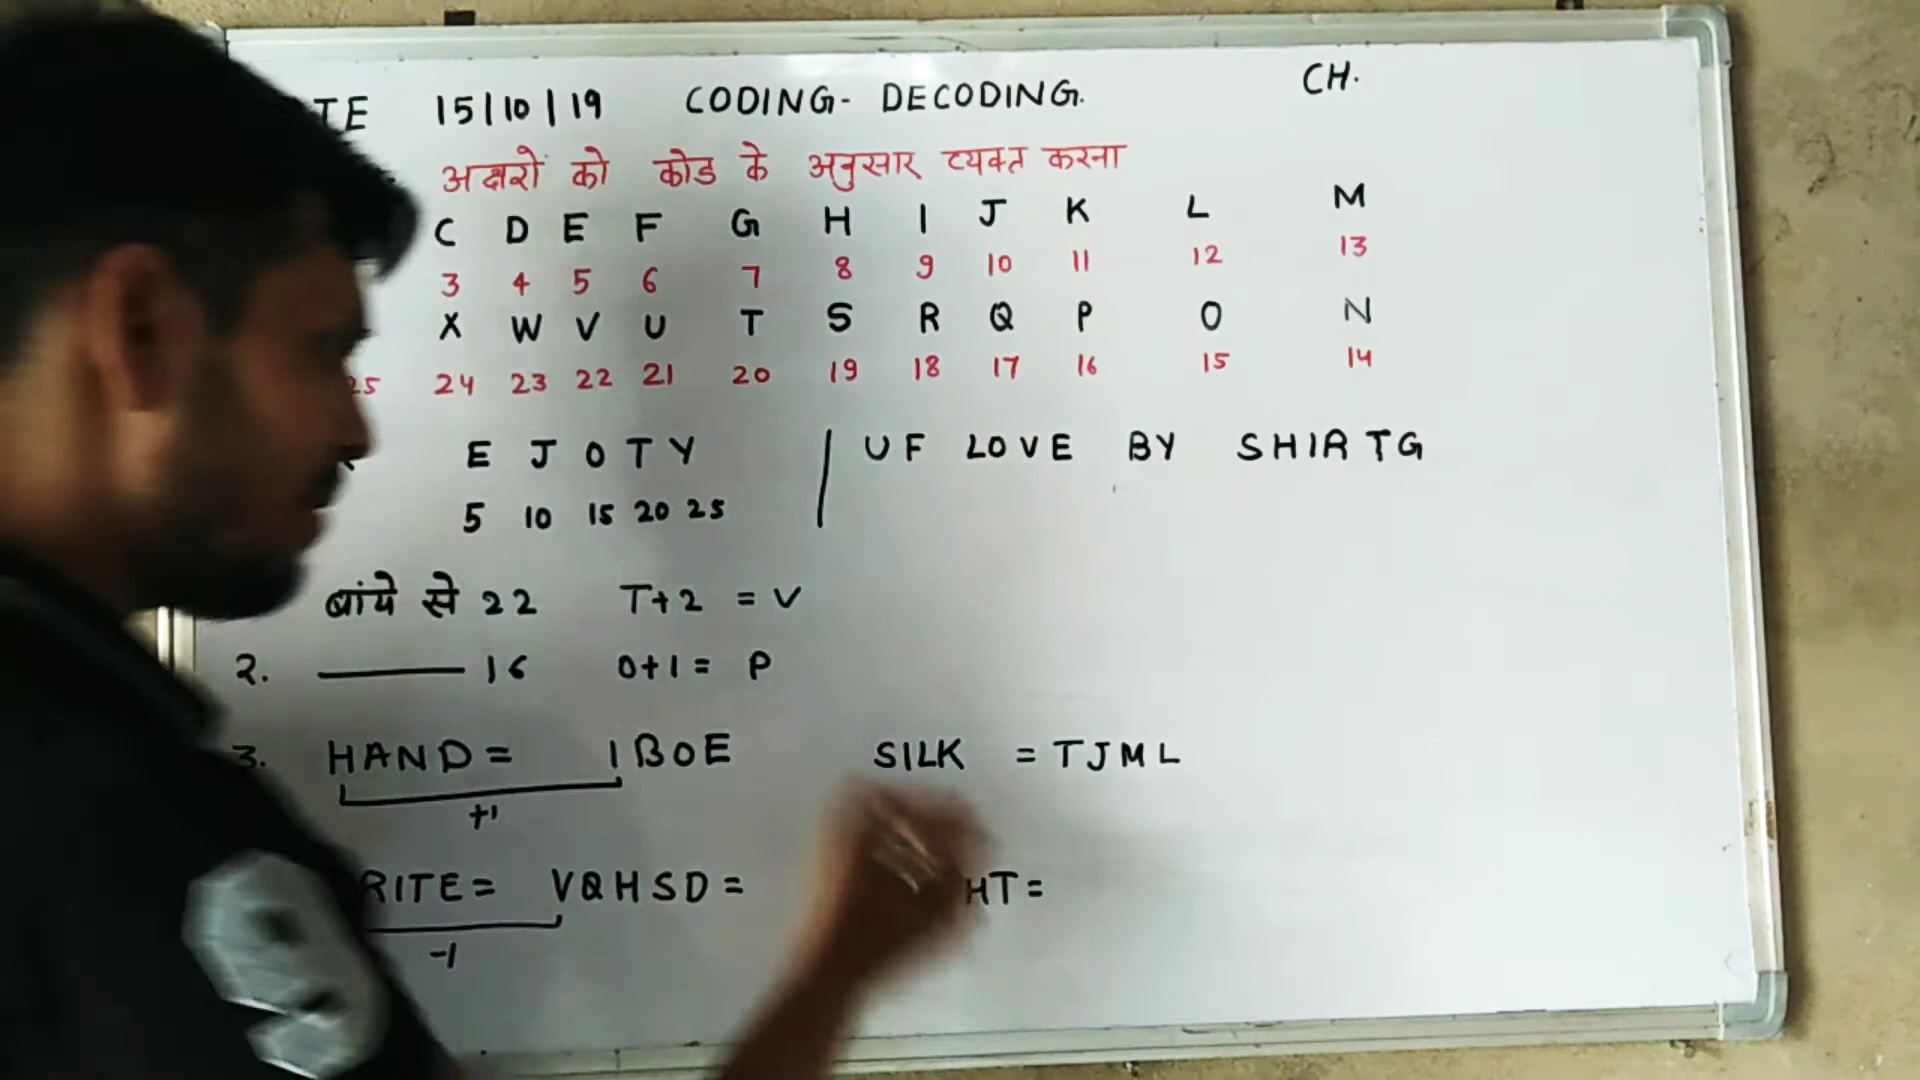 15|10|19 CODING- DECODING. CH.
अक्षरों को कोड के अनुसार व्यक्त करना
C D E F G H I J K L M
3 4 5 6 7 8 9 10 11 12 13
X W V U T S R Q P O N
25 24 23 22 21 20 19 18 17 16 15 14
E J O T Y | UF LOVE BY SHIRTG
5 10 15 20 25
बांये से 22 T+2 = V
2. 16 O+1 = P
3. HAND = IBOE SILK = TJML
+1
RITE = VQHSD = HT =
-1